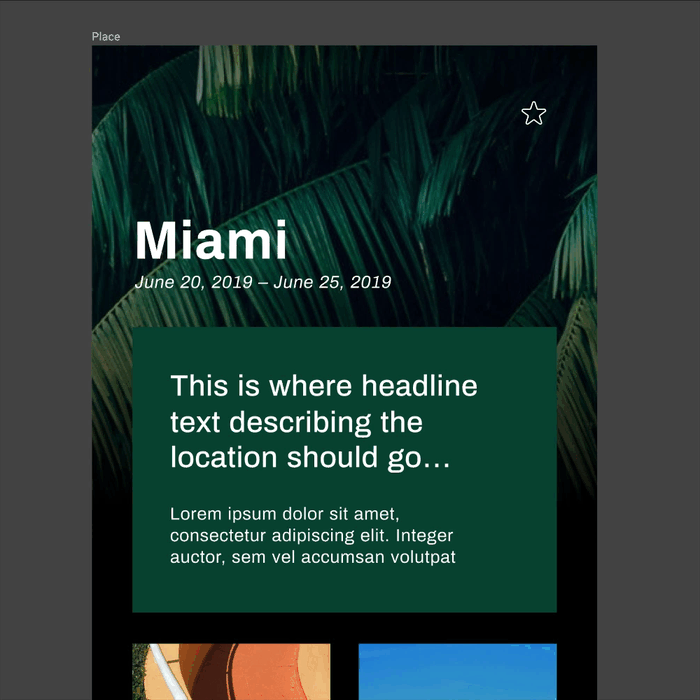 Place
Miami
June 20, 2019 – June 25, 2019
This is where headline
text describing the
location should go...
Lorem ipsum dolor sit amet,
consectetur adipiscing elit. Integer
auctor, sem vel accumsan volutpat